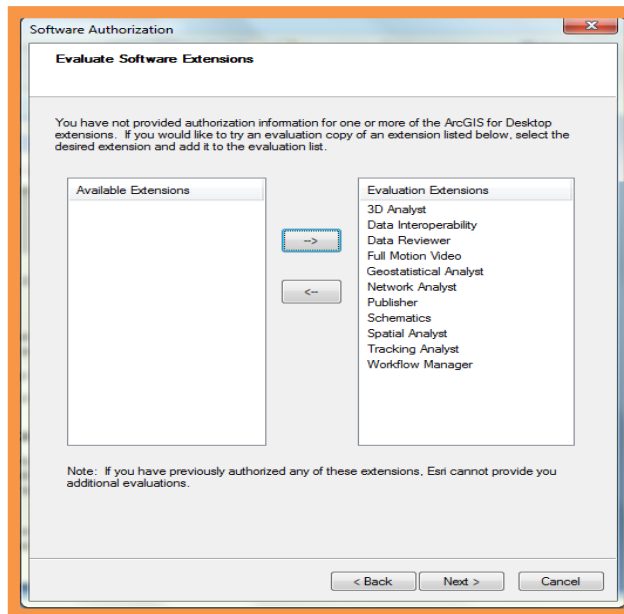 Software Authorization
Evaluate Software Extensions
You have not provided authorization information for one or more of the ArcGIS for Desktop
extensions. If you would like to try an evaluation copy of an extension listed below, select the
desired extension and add it to the evaluation list.
Available Extensions
Evaluation Extensions
3D Analyst
Data Interoperability
Data Reviewer
Full Motion Video
Geostatistical Analyst
Network Analyst
Publisher
Schematics
Spatial Analyst
Tracking Analyst
Workflow Manager
-->
<--
Note: If you have previously authorized any of these extensions, Esri cannot provide you
additional evaluations.
< Back
Next >
Cancel